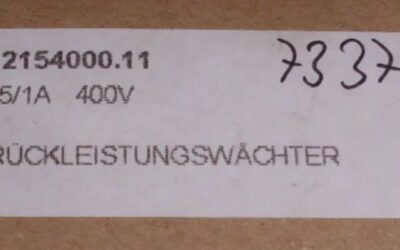 2154000.11 7337
5/1A 400V
RÜCKLEISTUNGSWÄCHTER